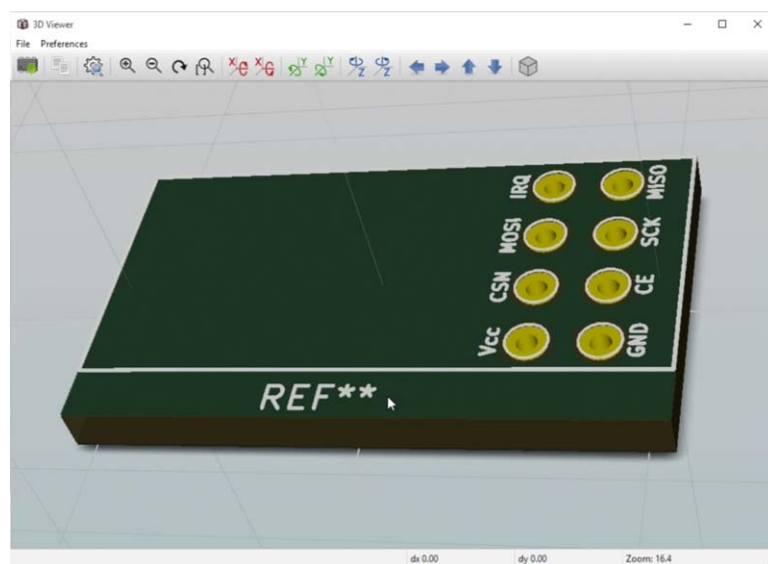 3D Viewer
File Preferences
IRQ MISO
MOSI SCK
CSN CE
Vcc GND
REF**
dx 0.00 dy 0.00 Zoom: 16.4